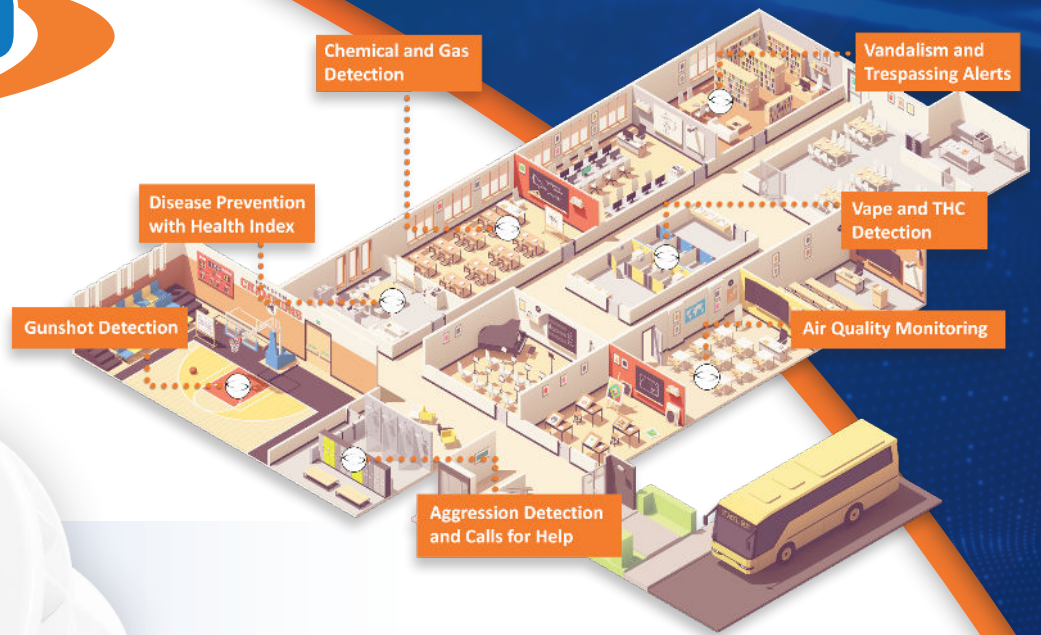 Chemical and Gas
Detection
Vandalism and
Trespassing Alerts
Disease Prevention
with Health Index
Vape and THC
Detection
Gunshot Detection
Air Quality Monitoring
Aggression Detection
and Calls for Help